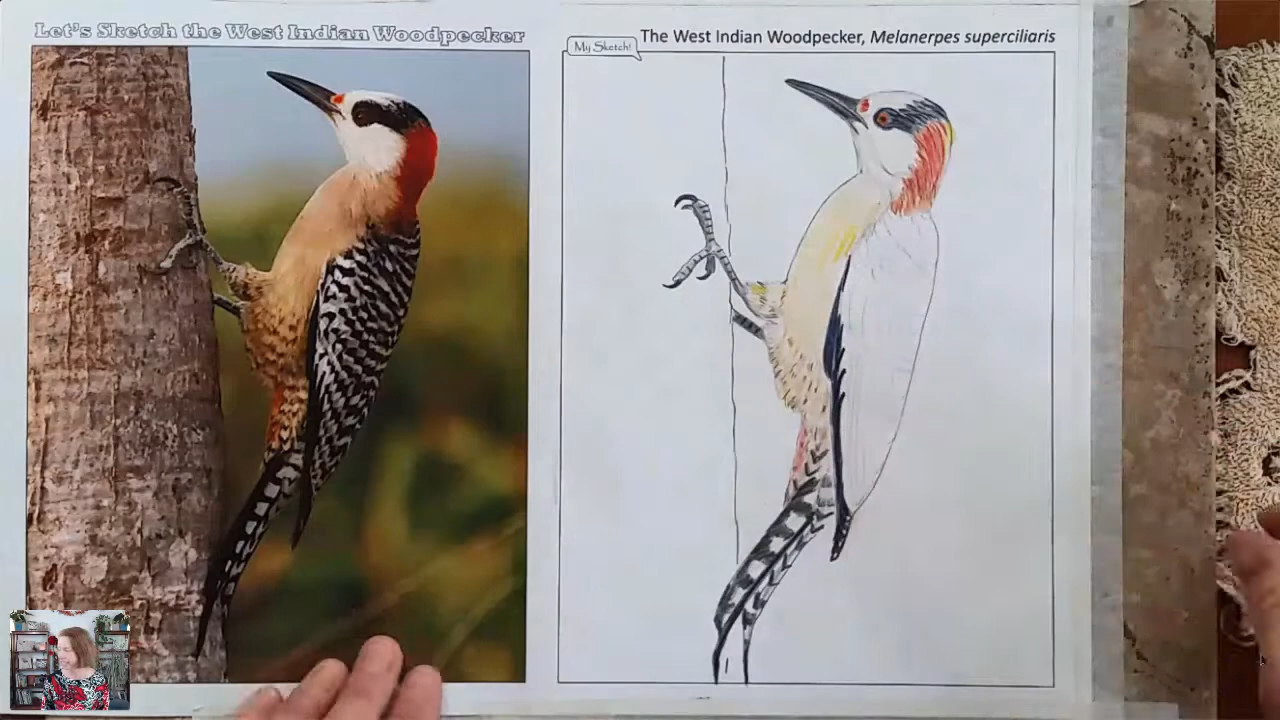 Let's Sketch the West Indian Woodpecker
My Sketch!
The West Indian Woodpecker, Melanerpes superciliaris